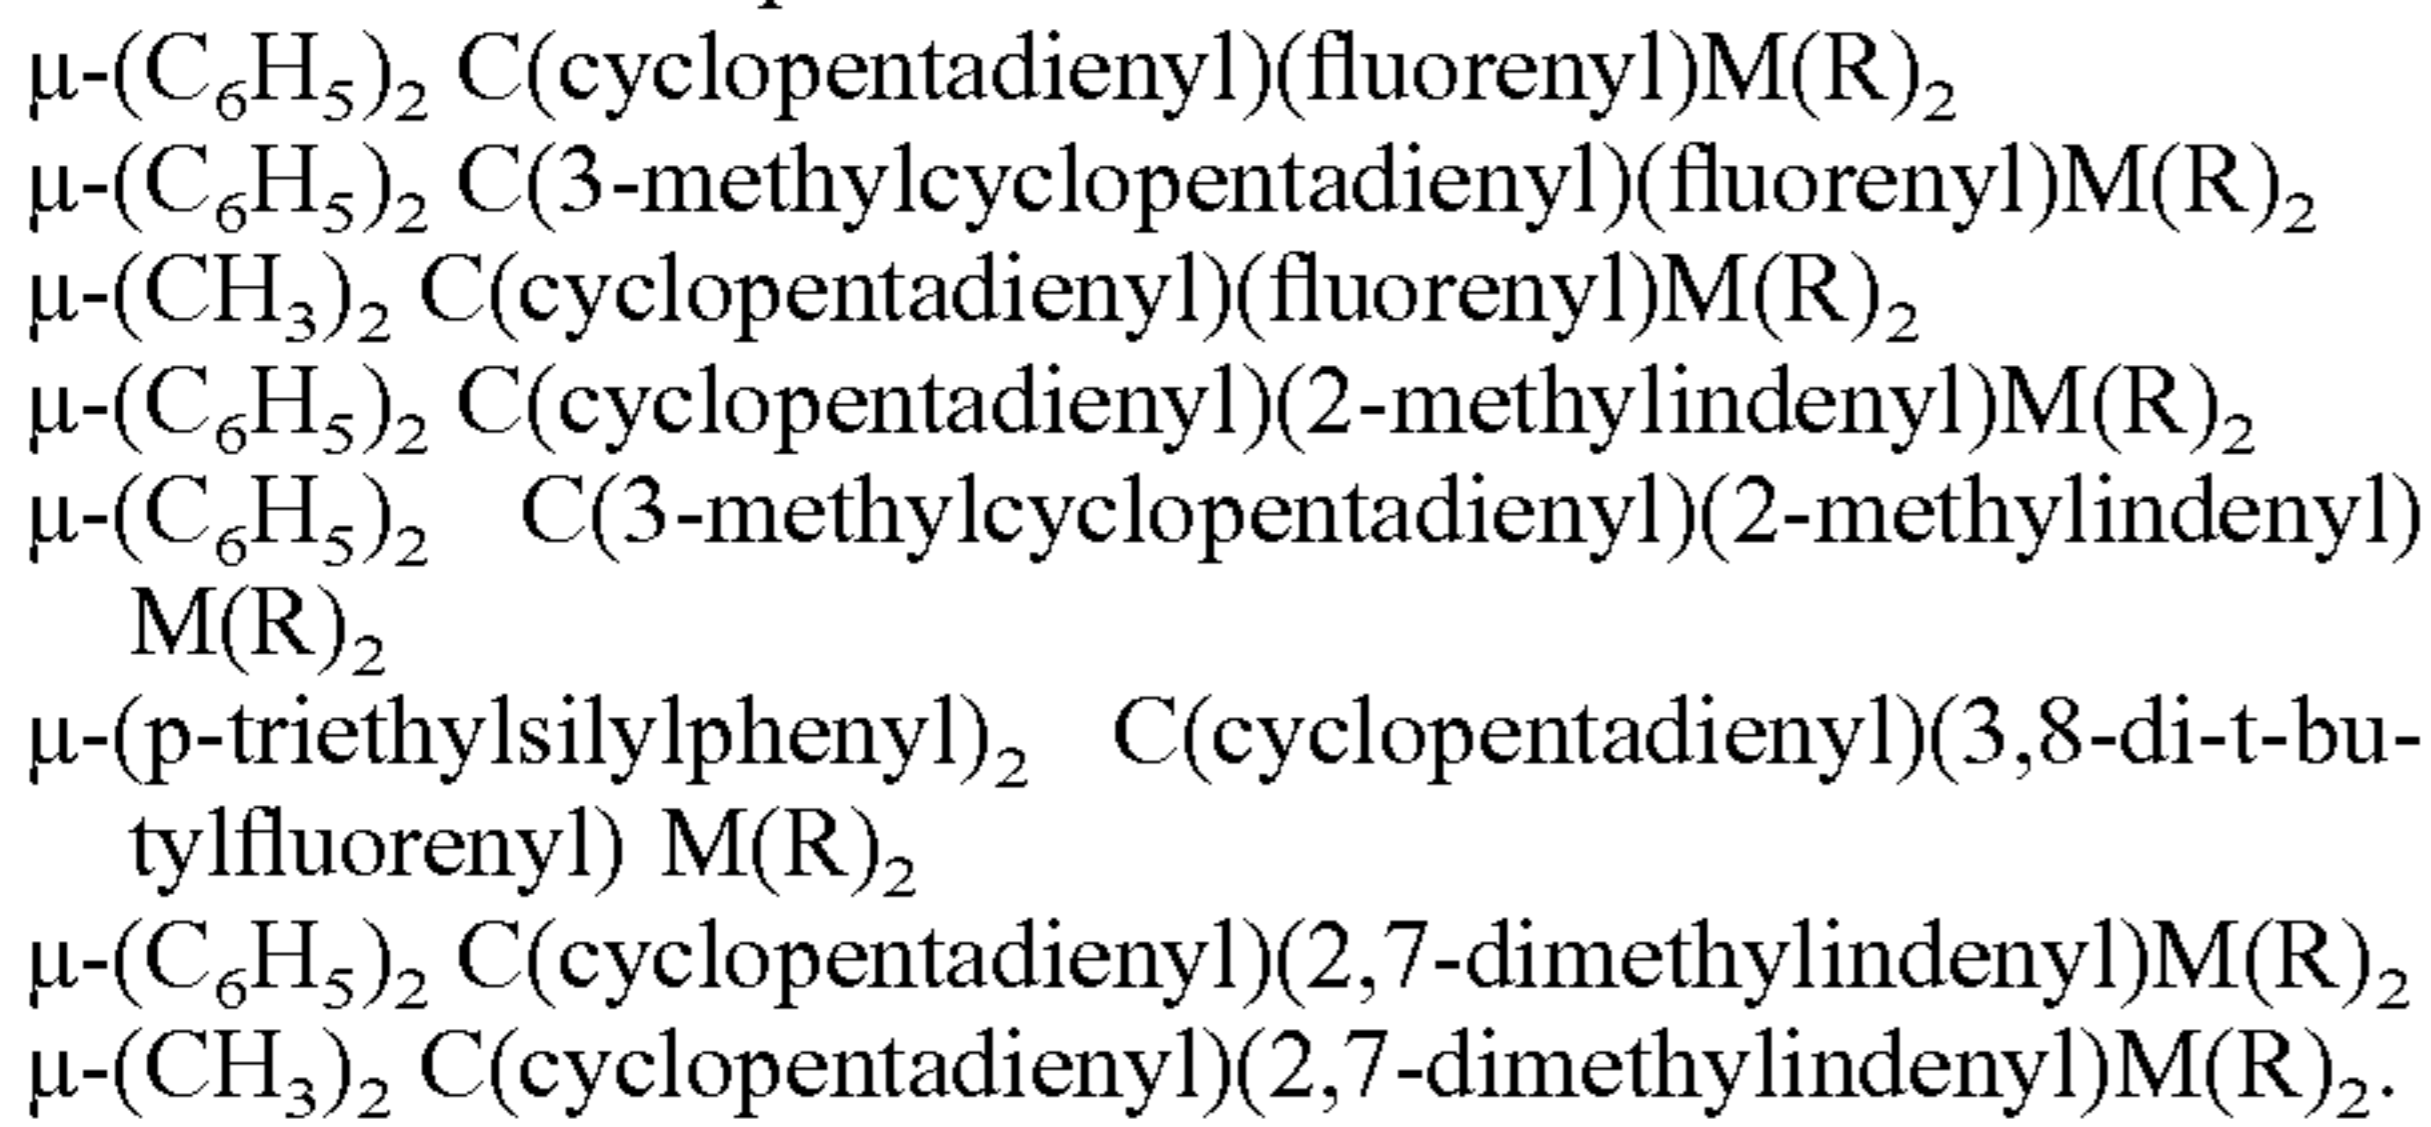 μ-(C₆H₅)₂ C(cyclopentadienyl)(fluorenyl)M(R)₂
μ-(C₆H₅)₂ C(3-methylcyclopentadienyl)(fluorenyl)M(R)₂
μ-(CH₃)₂ C(cyclopentadienyl)(fluorenyl)M(R)₂
μ-(C₆H₅)₂ C(cyclopentadienyl)(2-methylindenyl)M(R)₂
μ-(C₆H₅)₂ C(3-methylcyclopentadienyl)(2-methylindenyl)
M(R)₂
μ-(p-triethylsilylphenyl)₂ C(cyclopentadienyl)(3,8-di-t-bu-
tylfluorenyl) M(R)₂
μ-(C₆H₅)₂ C(cyclopentadienyl)(2,7-dimethylindenyl)M(R)₂
μ-(CH₃)₂ C(cyclopentadienyl)(2,7-dimethylindenyl)M(R)₂.